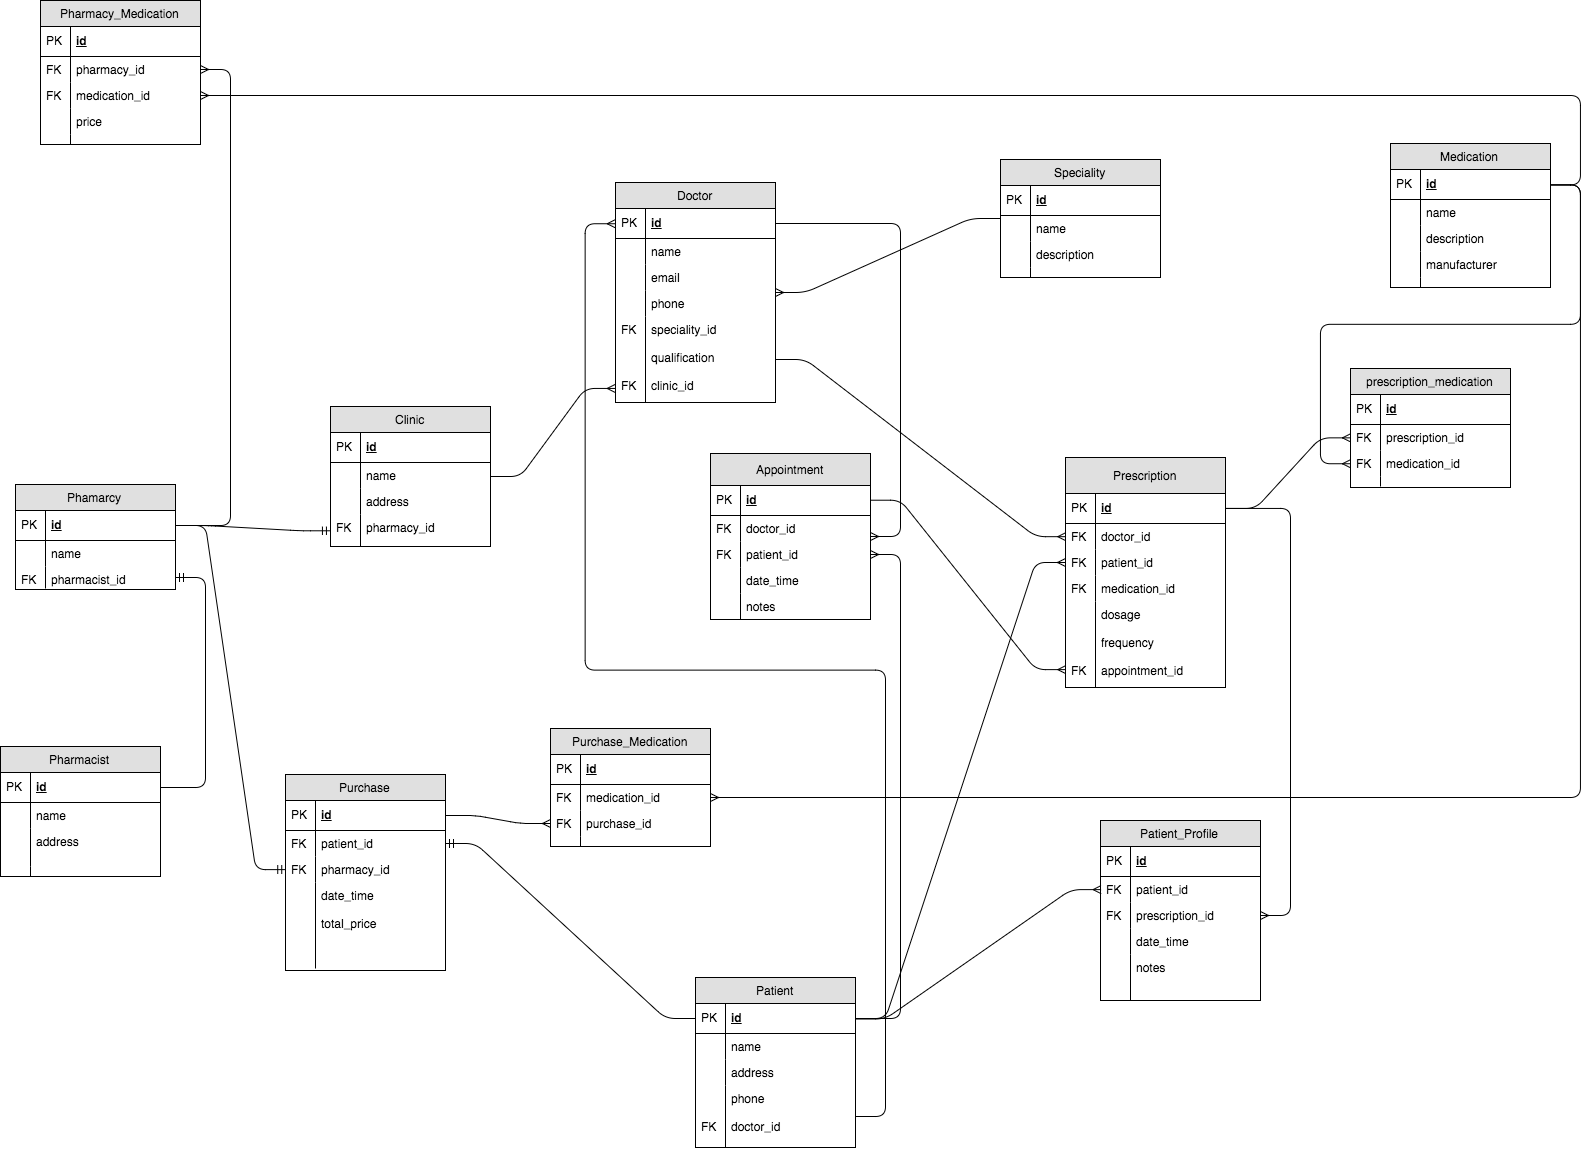 Pharmacy_Medication
PK id
FK pharmacy_id
FK medication_id
price
Medication
PK id
name
description
manufacturer
Speciality
PK id
name
description
Doctor
PK id
name
email
phone
FK speciality_id
qualification
FK clinic_id
prescription_medication
PK id
FK prescription_id
FK medication_id
Clinic
PK id
name
address
FK pharmacy_id
Appointment
PK id
FK doctor_id
FK patient_id
date_time
notes
Prescription
PK id
FK doctor_id
FK patient_id
FK medication_id
dosage
frequency
FK appointment_id
Phamarcy
PK id
name
FK pharmacist_id
Pharmacist
PK id
name
address
Purchase
PK id
FK patient_id
FK pharmacy_id
date_time
total_price
Purchase_Medication
PK id
FK medication_id
FK purchase_id
Patient_Profile
PK id
FK patient_id
FK prescription_id
date_time
notes
Patient
PK id
name
address
phone
FK doctor_id